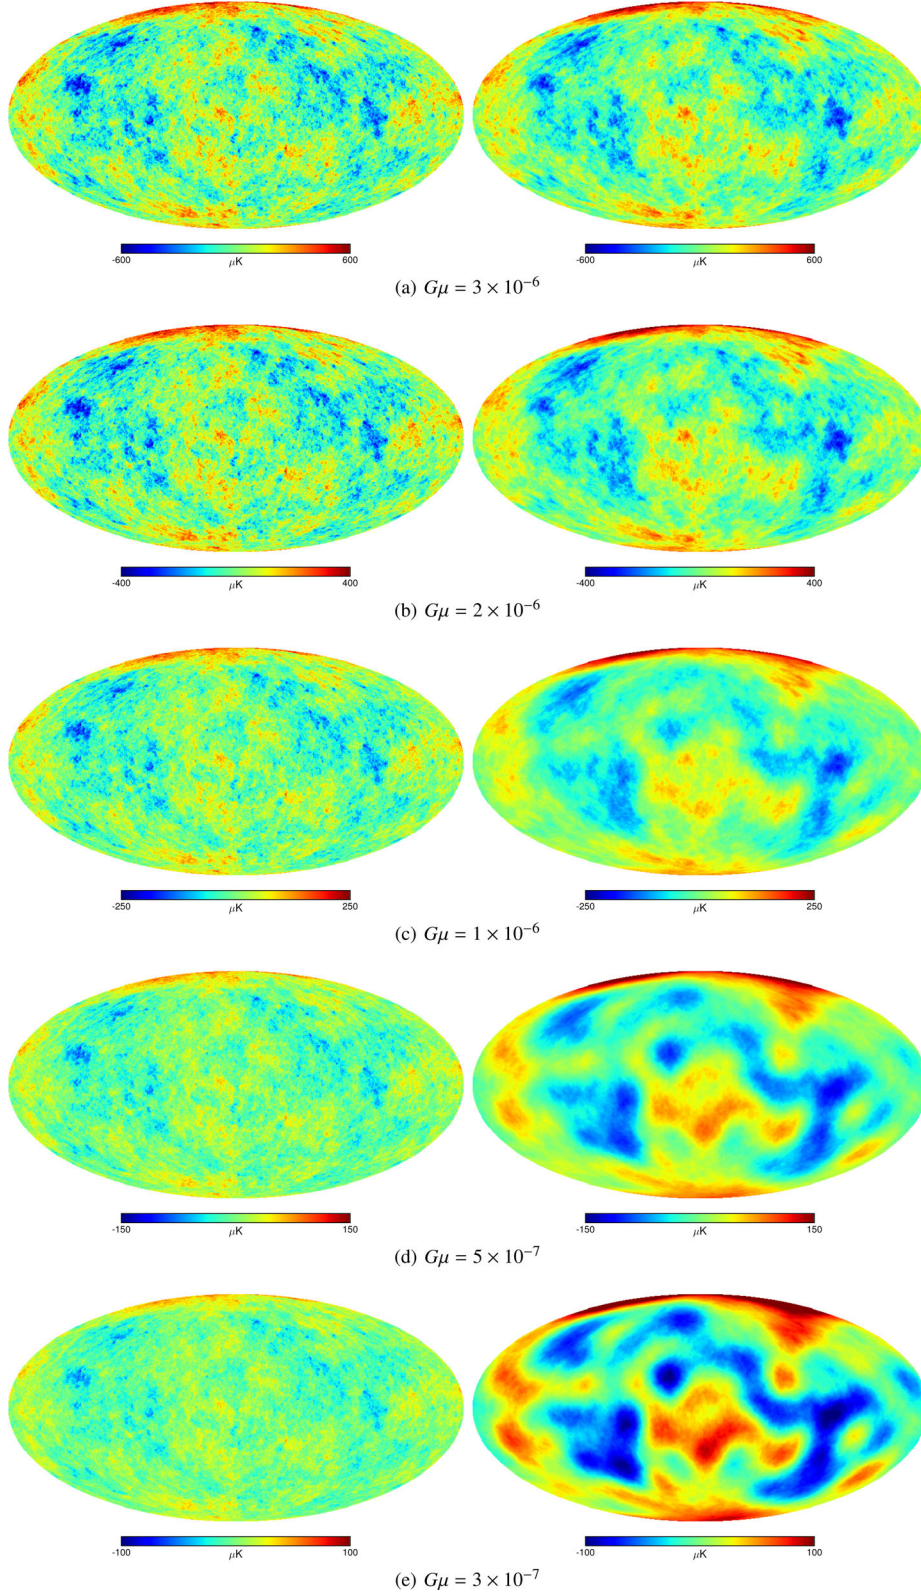 -600 μK 600 -600 μK 600
(a) Gμ = 3 × 10⁻⁶
-400 μK 400 -400 μK 400
(b) Gμ = 2 × 10⁻⁶
-250 μK 250 -250 μK 250
(c) Gμ = 1 × 10⁻⁶
-150 μK 150 -150 μK 150
(d) Gμ = 5 × 10⁻⁷
-100 μK 100 -100 μK 100
(e) Gμ = 3 × 10⁻⁷